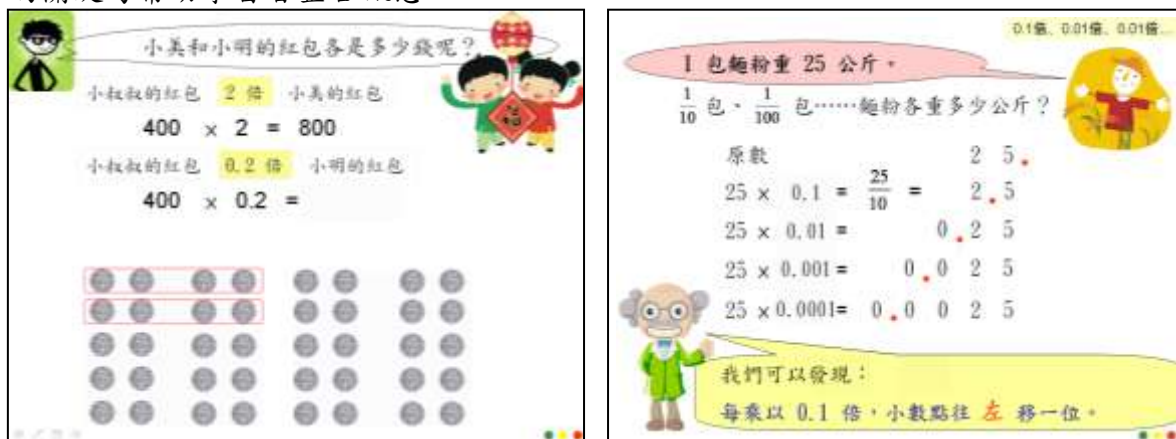 小美和小明的紅包各是多少錢呢？
小叔叔的紅包 2 倍 小美的紅包
400 × 2 = 800
小叔叔的紅包 0.2 倍 小明的紅包
400 × 0.2 =
0.1倍、0.01倍、0.01倍...
1 包麵粉重 25 公斤。
1/10 包、1/100 包……麵粉各重多少公斤？
原數 2 5.
25 × 0.1 = 25/10 = 2.5
25 × 0.01 = 0.2 5
25 × 0.001 = 0.0 2 5
25 × 0.0001= 0.0 0 2 5
我們可以發現：
每乘以 0.1 倍，小數點往 左 移一位。